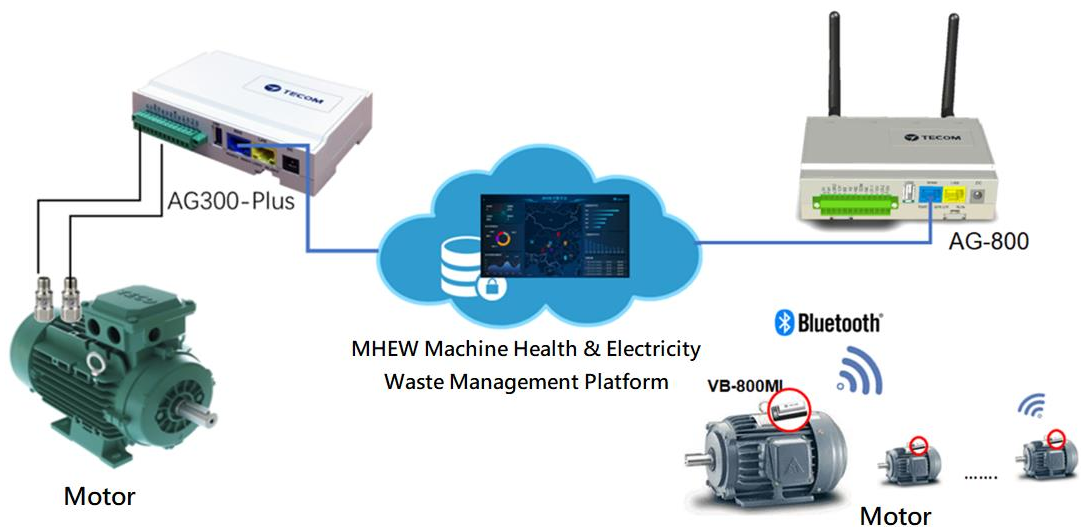 TECOM
AG300-Plus
TECOM
AG-800
MHEW Machine Health & Electricity
Waste Management Platform
Bluetooth®
VB-800MI
.......
Motor
Motor